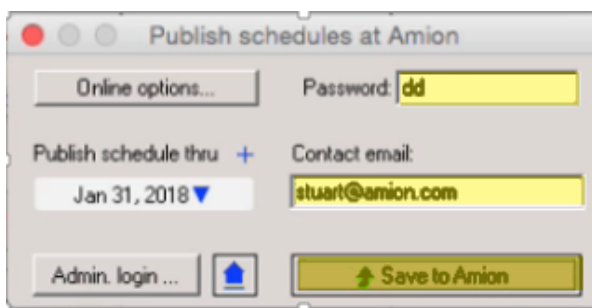 Publish schedules at Amion
Online options...
Password: dd
Publish schedule thru +
Contact email:
Jan 31, 2018
stuart@amion.com
Admin. login ...
Save to Amion